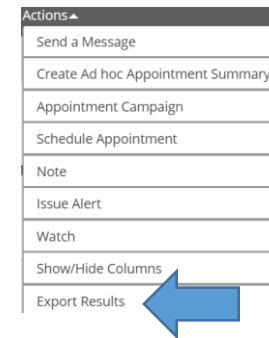 Actions▲
Send a Message
Create Ad hoc Appointment Summary
Appointment Campaign
Schedule Appointment
Note
Issue Alert
Watch
Show/Hide Columns
Export Results